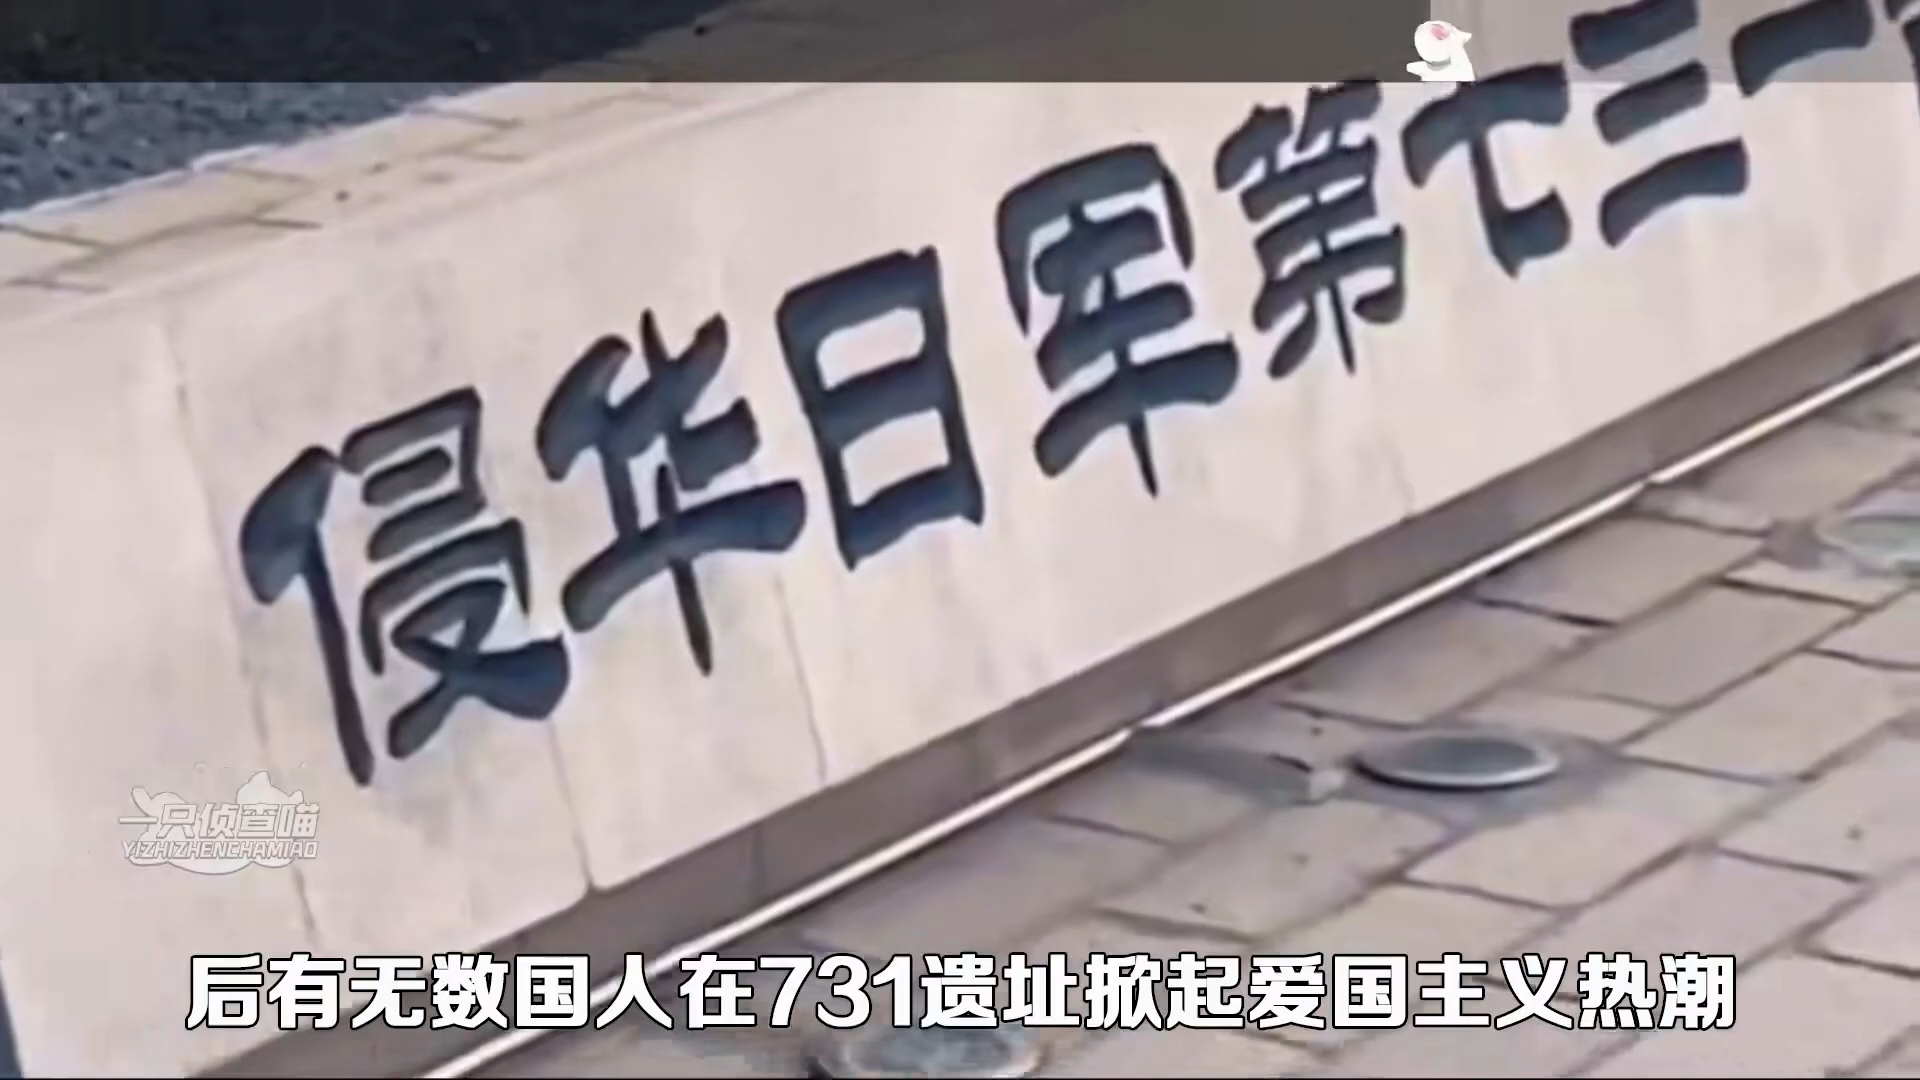 侵华日军第七三一
一只侦查喵
YIZHIZHENCHAMIAO
后有无数国人在731遗址掀起爱国主义热潮